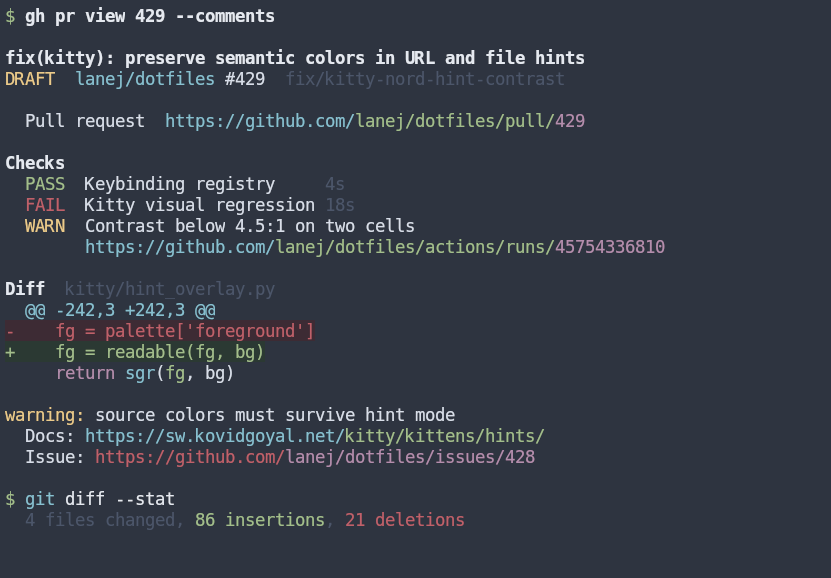 $ gh pr view 429 --comments
fix(kitty): preserve semantic colors in URL and file hints
DRAFT  lanej/dotfiles #429  fix/kitty-nord-hint-contrast
Pull request  https://github.com/lanej/dotfiles/pull/429
Checks
PASS  Keybinding registry     4s
FAIL  Kitty visual regression 18s
WARN  Contrast below 4.5:1 on two cells
https://github.com/lanej/dotfiles/actions/runs/45754336810
Diff  kitty/hint_overlay.py
@@ -242,3 +242,3 @@
-    fg = palette['foreground']
+    fg = readable(fg, bg)
return sgr(fg, bg)
warning: source colors must survive hint mode
Docs: https://sw.kovidgoyal.net/kitty/kittens/hints/
Issue: https://github.com/lanej/dotfiles/issues/428
$ git diff --stat
4 files changed, 86 insertions, 21 deletions